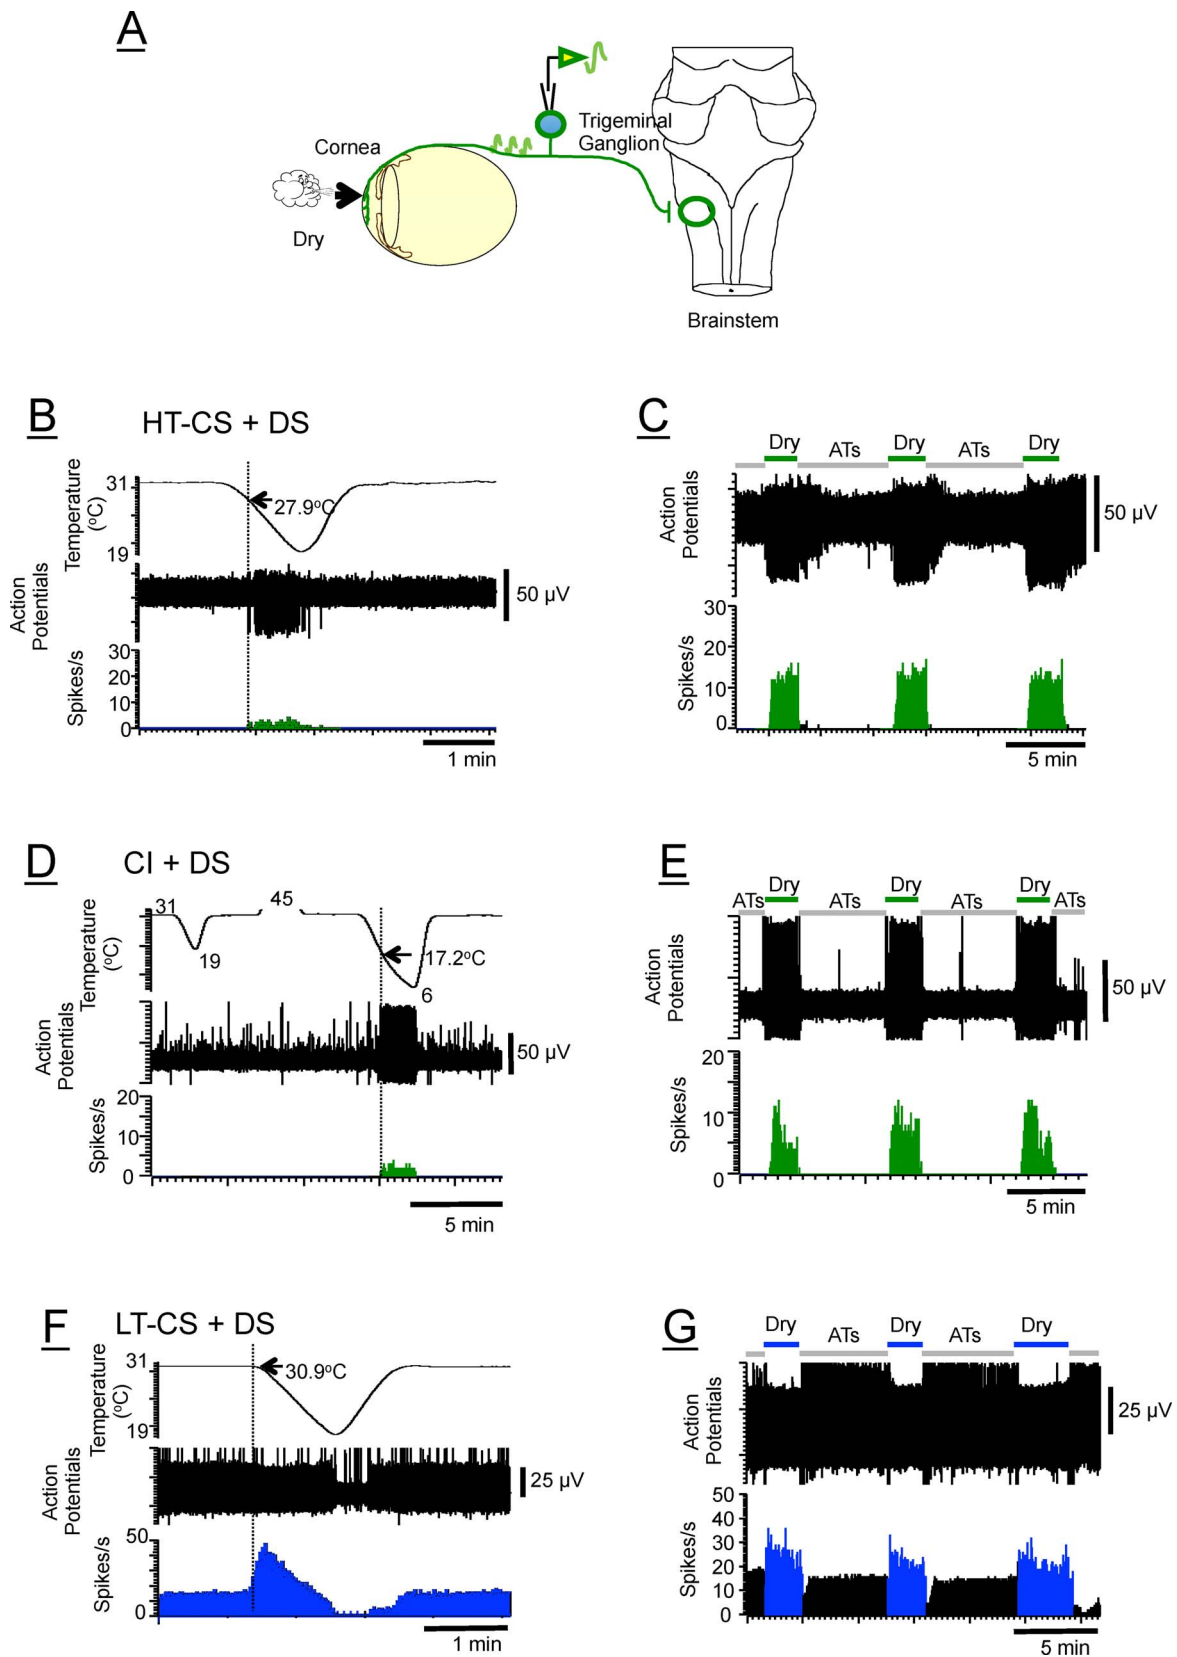 A
Cornea
Trigeminal
Ganglion
Dry
Brainstem
B
HT-CS + DS
Temperature
(oC)
31
27.9oC
19
Action
Potentials
50 µV
Spikes/s
30
20
10
0
1 min
C
Dry
ATs
Dry
ATs
Dry
Action
Potentials
50 µV
Spikes/s
30
20
10
0
5 min
D
CI + DS
Temperature
(oC)
31
45
19
17.2oC
6
Action
Potentials
50 µV
Spikes/s
20
10
0
5 min
E
ATs
Dry
ATs
Dry
ATs
Dry
ATs
Action
Potentials
50 µV
Spikes/s
20
10
0
5 min
F
LT-CS + DS
Temperature
(oC)
31
30.9oC
19
Action
Potentials
25 µV
Spikes/s
50
0
1 min
G
Dry
ATs
Dry
ATs
Dry
Action
Potentials
25 µV
Spikes/s
50
40
30
20
10
0
5 min